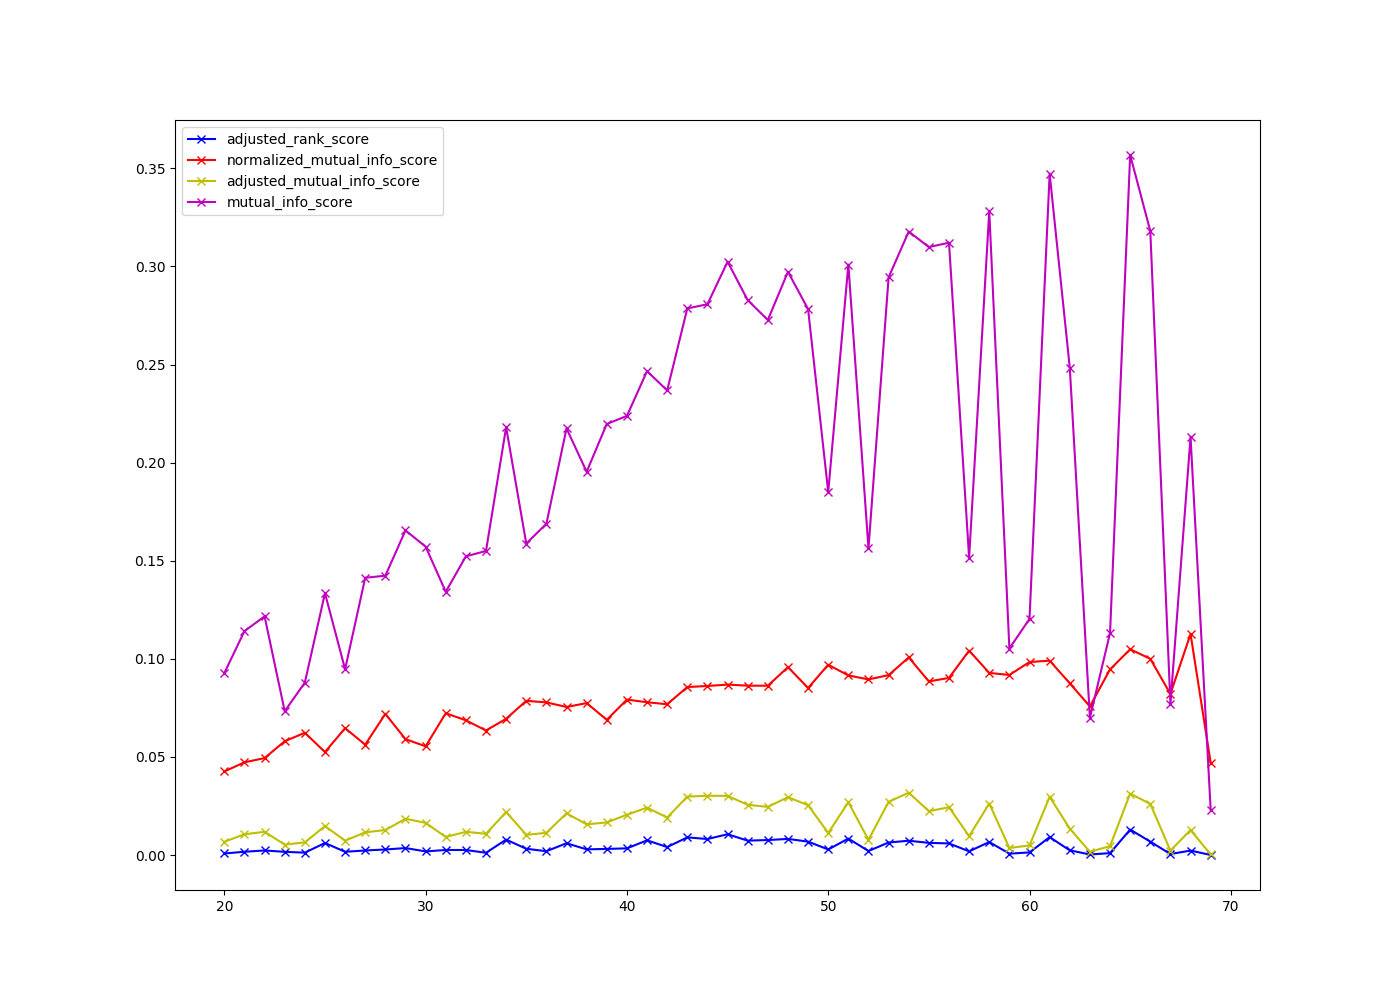 adjusted_rank_score
normalized_mutual_info_score
adjusted_mutual_info_score
mutual_info_score
0.35
0.30
0.25
0.20
0.15
0.10
0.05
0.00
20 30 40 50 60 70